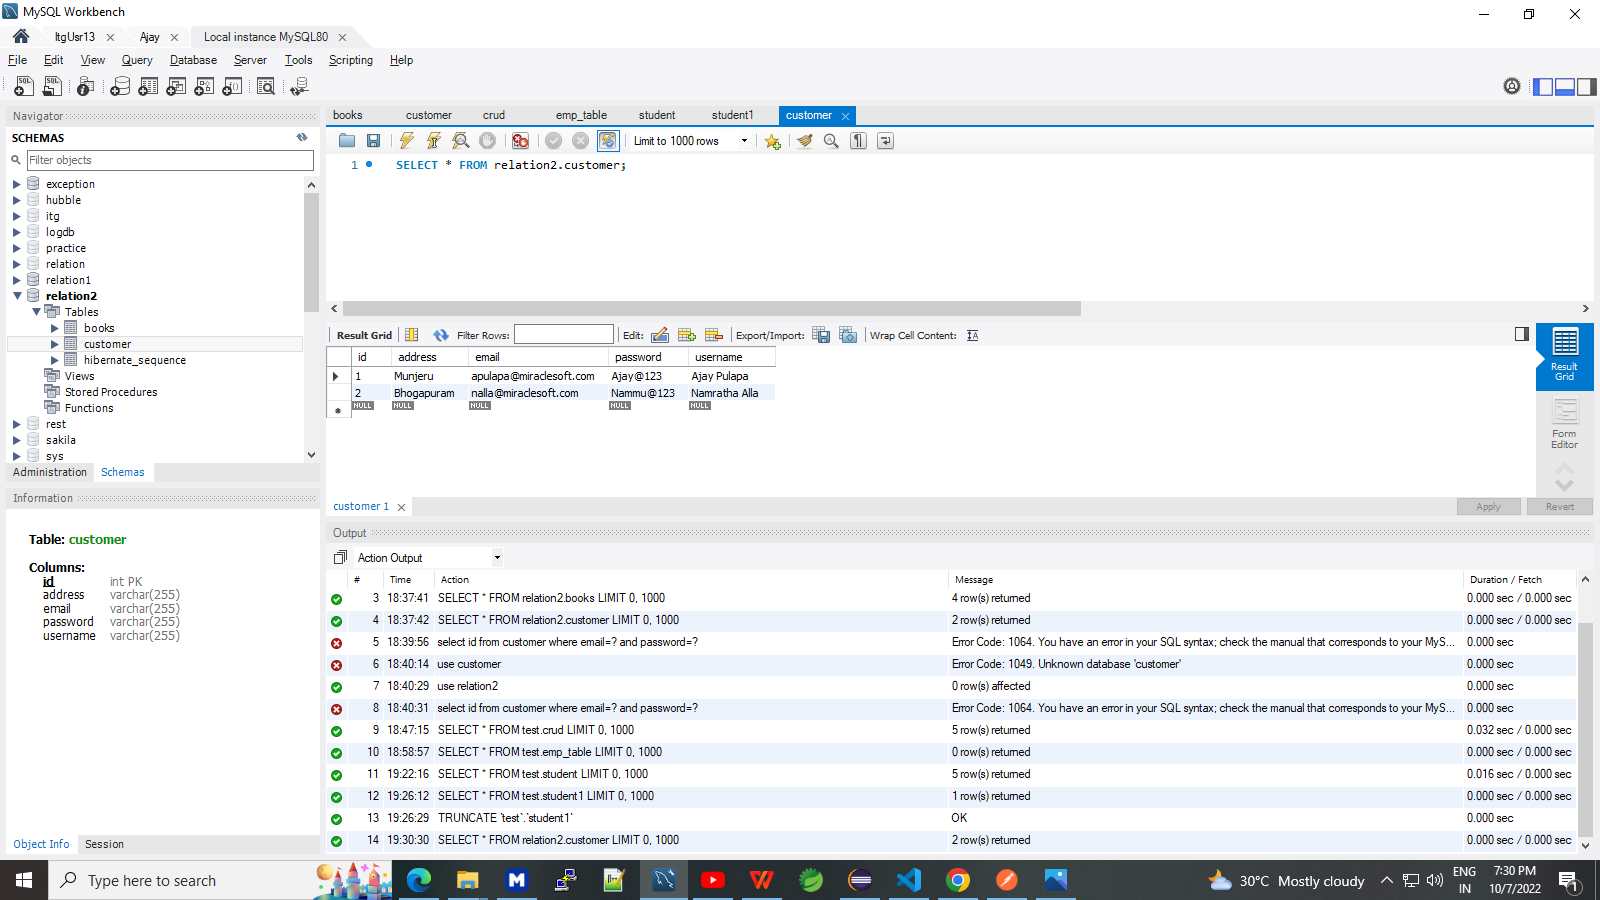 MySQL Workbench
ItgUsr13
Ajay
Local instance MySQL80
File Edit View Query Database Server Tools Scripting Help
Navigator
SCHEMAS
Filter objects
exception
hubble
itg
logdb
practice
relation
relation1
relation2
Tables
books
customer
hibernate_sequence
Views
Stored Procedures
Functions
rest
sakila
sys
Administration Schemas
Information
Table: customer
Columns:
id int PK
address varchar(255)
email varchar(255)
password varchar(255)
username varchar(255)
Object Info Session
books customer crud emp_table student student1 customer
Limit to 1000 rows
1 SELECT * FROM relation2.customer;
Result Grid Filter Rows: Edit: Export/Import: Wrap Cell Content:
id address email password username
1 Munjeru apulapa@miraclesoft.com Ajay@123 Ajay Pulapa
2 Bhogapuram nalla@miraclesoft.com Nammu@123 Namratha Alla
NULL NULL NULL NULL NULL
Result
Grid
Form
Editor
customer 1
Apply Revert
Output
Action Output
# Time Action Message Duration / Fetch
3 18:37:41 SELECT * FROM relation2.books LIMIT 0, 1000 4 row(s) returned 0.000 sec / 0.000 sec
4 18:37:42 SELECT * FROM relation2.customer LIMIT 0, 1000 2 row(s) returned 0.000 sec / 0.000 sec
5 18:39:56 select id from customer where email=? and password=? Error Code: 1064. You have an error in your SQL syntax; check the manual that corresponds to your MyS... 0.000 sec
6 18:40:14 use customer Error Code: 1049. Unknown database 'customer' 0.000 sec
7 18:40:29 use relation2 0 row(s) affected 0.000 sec
8 18:40:31 select id from customer where email=? and password=? Error Code: 1064. You have an error in your SQL syntax; check the manual that corresponds to your MyS... 0.000 sec
9 18:47:15 SELECT * FROM test.crud LIMIT 0, 1000 5 row(s) returned 0.032 sec / 0.000 sec
10 18:58:57 SELECT * FROM test.emp_table LIMIT 0, 1000 0 row(s) returned 0.000 sec / 0.000 sec
11 19:22:16 SELECT * FROM test.student LIMIT 0, 1000 5 row(s) returned 0.016 sec / 0.000 sec
12 19:26:12 SELECT * FROM test.student1 LIMIT 0, 1000 1 row(s) returned 0.000 sec / 0.000 sec
13 19:26:29 TRUNCATE `test`.`student1` OK 0.000 sec
14 19:30:30 SELECT * FROM relation2.customer LIMIT 0, 1000 2 row(s) returned 0.000 sec / 0.000 sec
Type here to search
30°C Mostly cloudy
ENG
IN
7:30 PM
10/7/2022
1